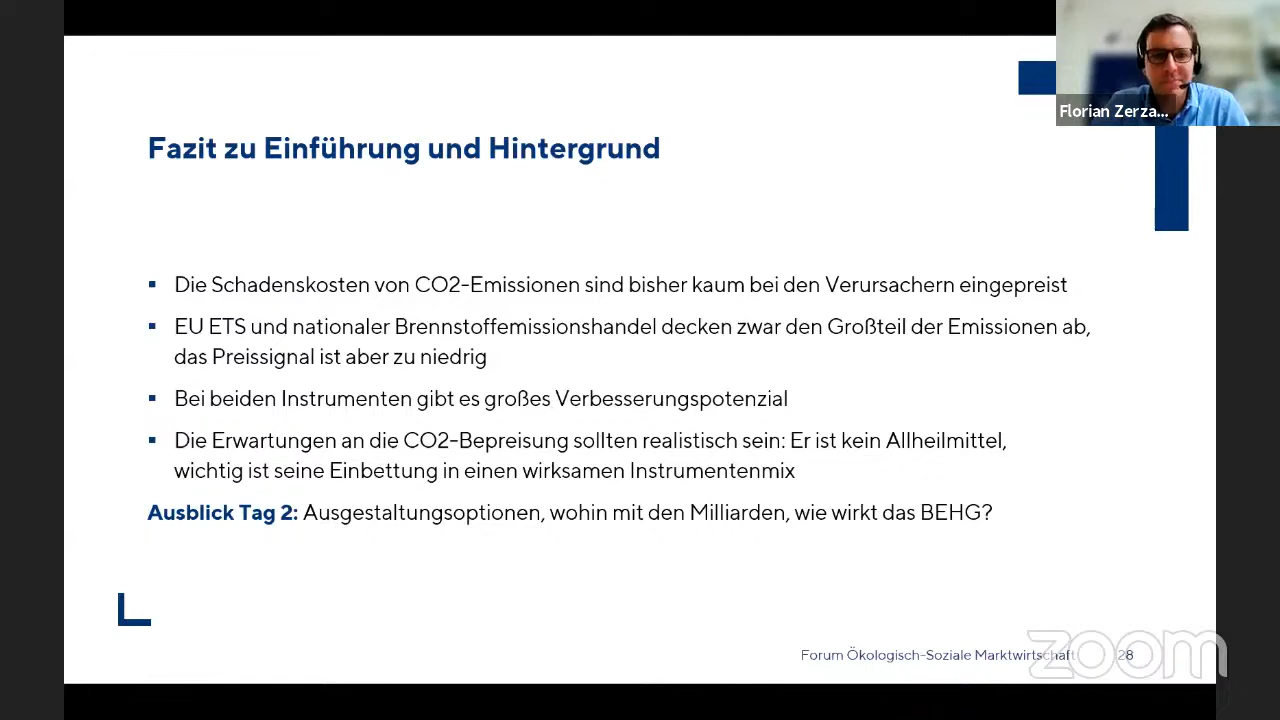 Florian Zerza...
Fazit zu Einführung und Hintergrund
▪ Die Schadenskosten von CO2-Emissionen sind bisher kaum bei den Verursachern eingepreist
▪ EU ETS und nationaler Brennstoffemissionshandel decken zwar den Großteil der Emissionen ab,
das Preissignal ist aber zu niedrig
▪ Bei beiden Instrumenten gibt es großes Verbesserungspotenzial
▪ Die Erwartungen an die CO2-Bepreisung sollten realistisch sein: Er ist kein Allheilmittel,
wichtig ist seine Einbettung in einen wirksamen Instrumentenmix
Ausblick Tag 2: Ausgestaltungsoptionen, wohin mit den Milliarden, wie wirkt das BEHG?
Forum Ökologisch-Soziale Marktwirtschaft 28
zoom